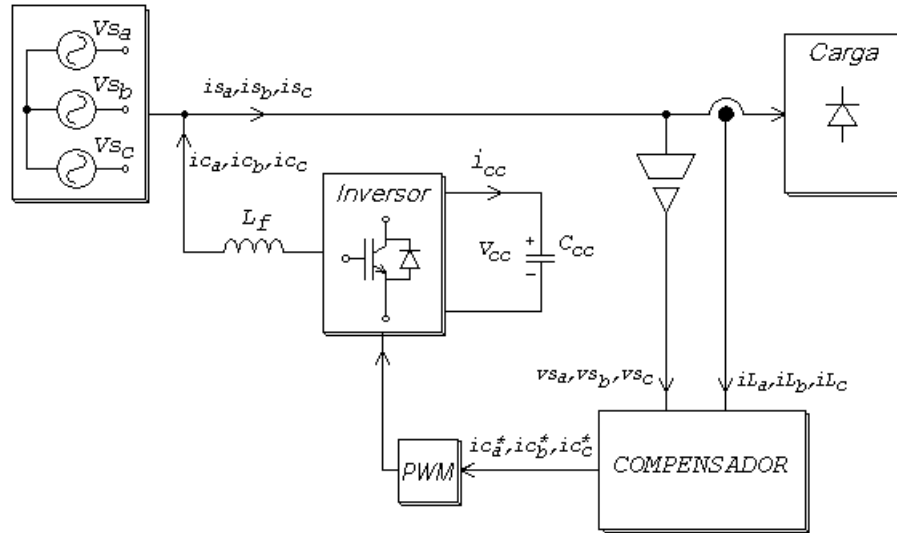 Vsa
Vsb
Vsc
isa,isb,isc
Carga
ica,icb,icc
Lf
Inversor
icc
+
Vcc
Ccc
-
vsa,vsb,vsc
iLa,iLb,iLc
ica*,icb*,icc*
PWM
COMPENSADOR